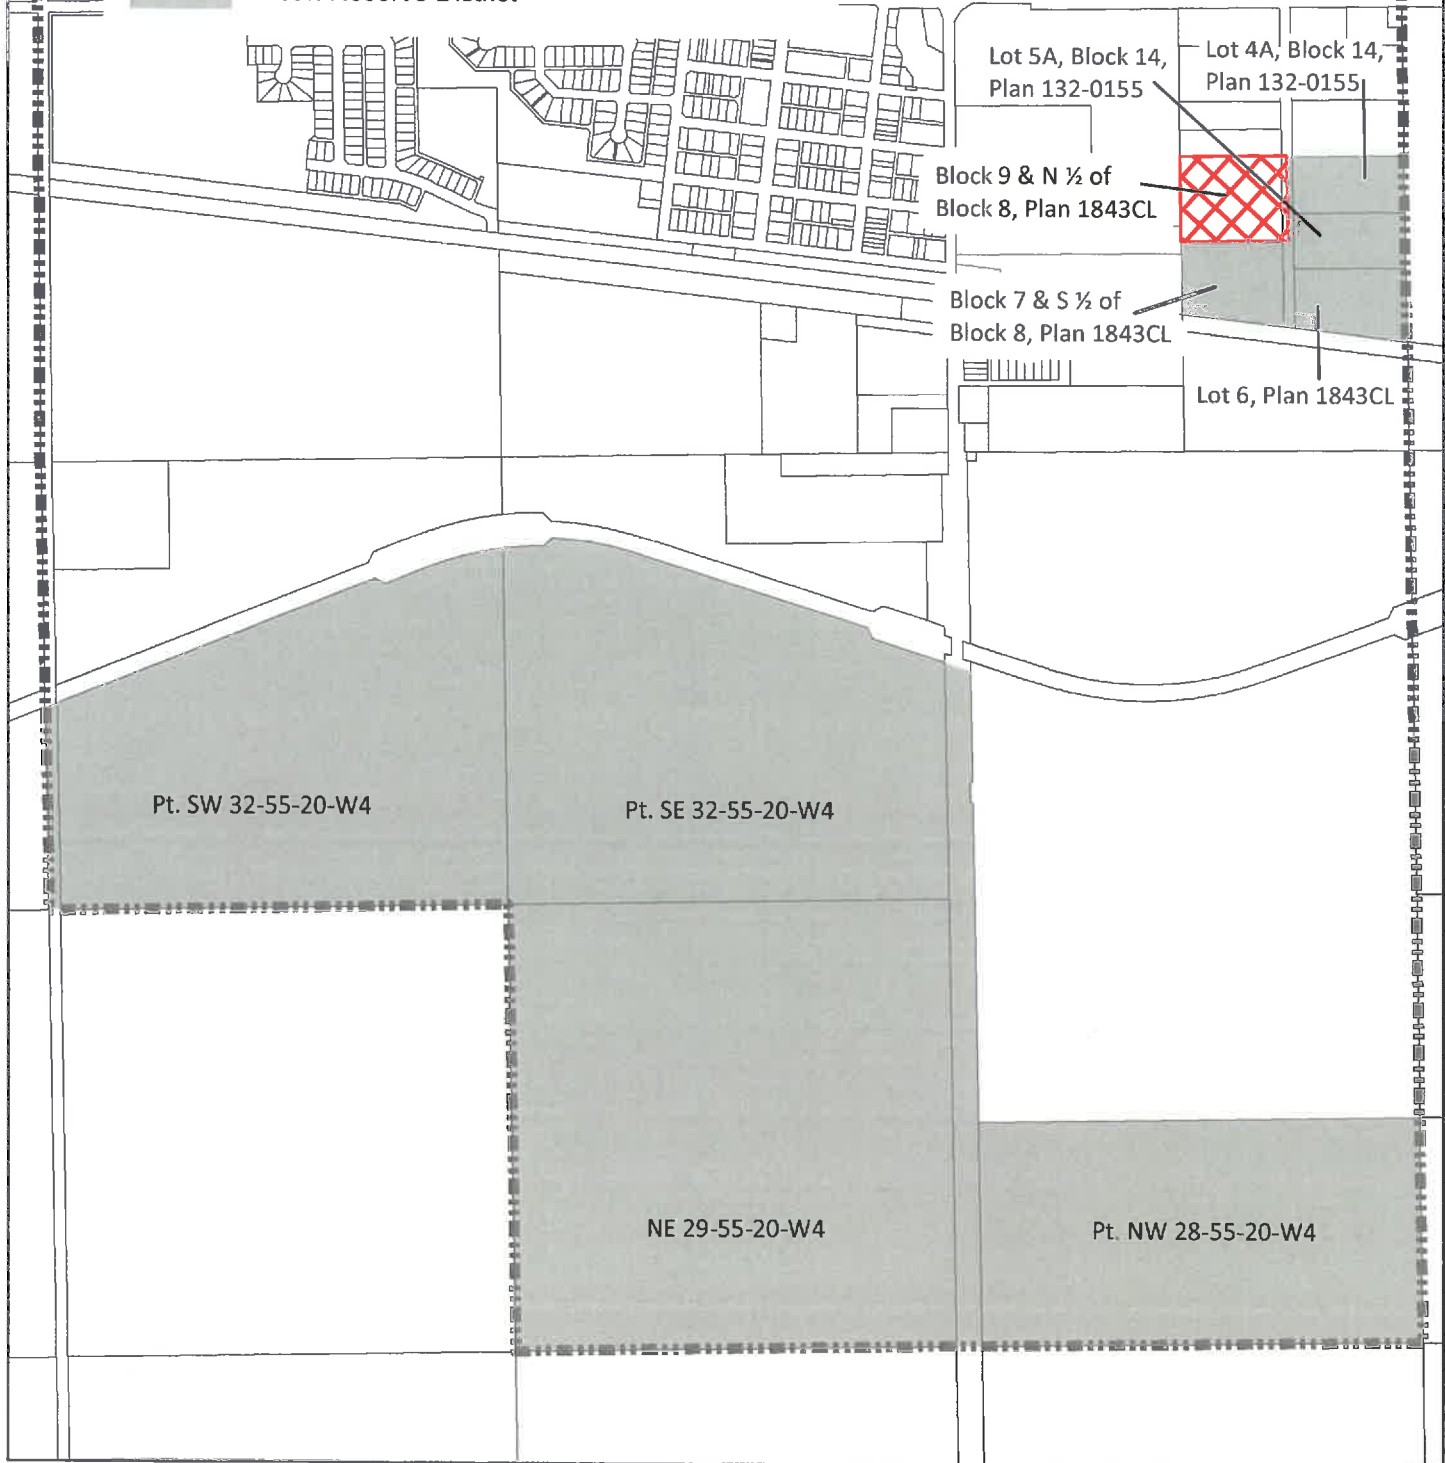 Lot 5A, Block 14,
Plan 132-0155
Lot 4A, Block 14,
Plan 132-0155
Block 9 & N ½ of
Block 8, Plan 1843CL
Block 7 & S ½ of
Block 8, Plan 1843CL
Lot 6, Plan 1843CL
Pt. SW 32-55-20-W4
Pt. SE 32-55-20-W4
NE 29-55-20-W4
Pt. NW 28-55-20-W4